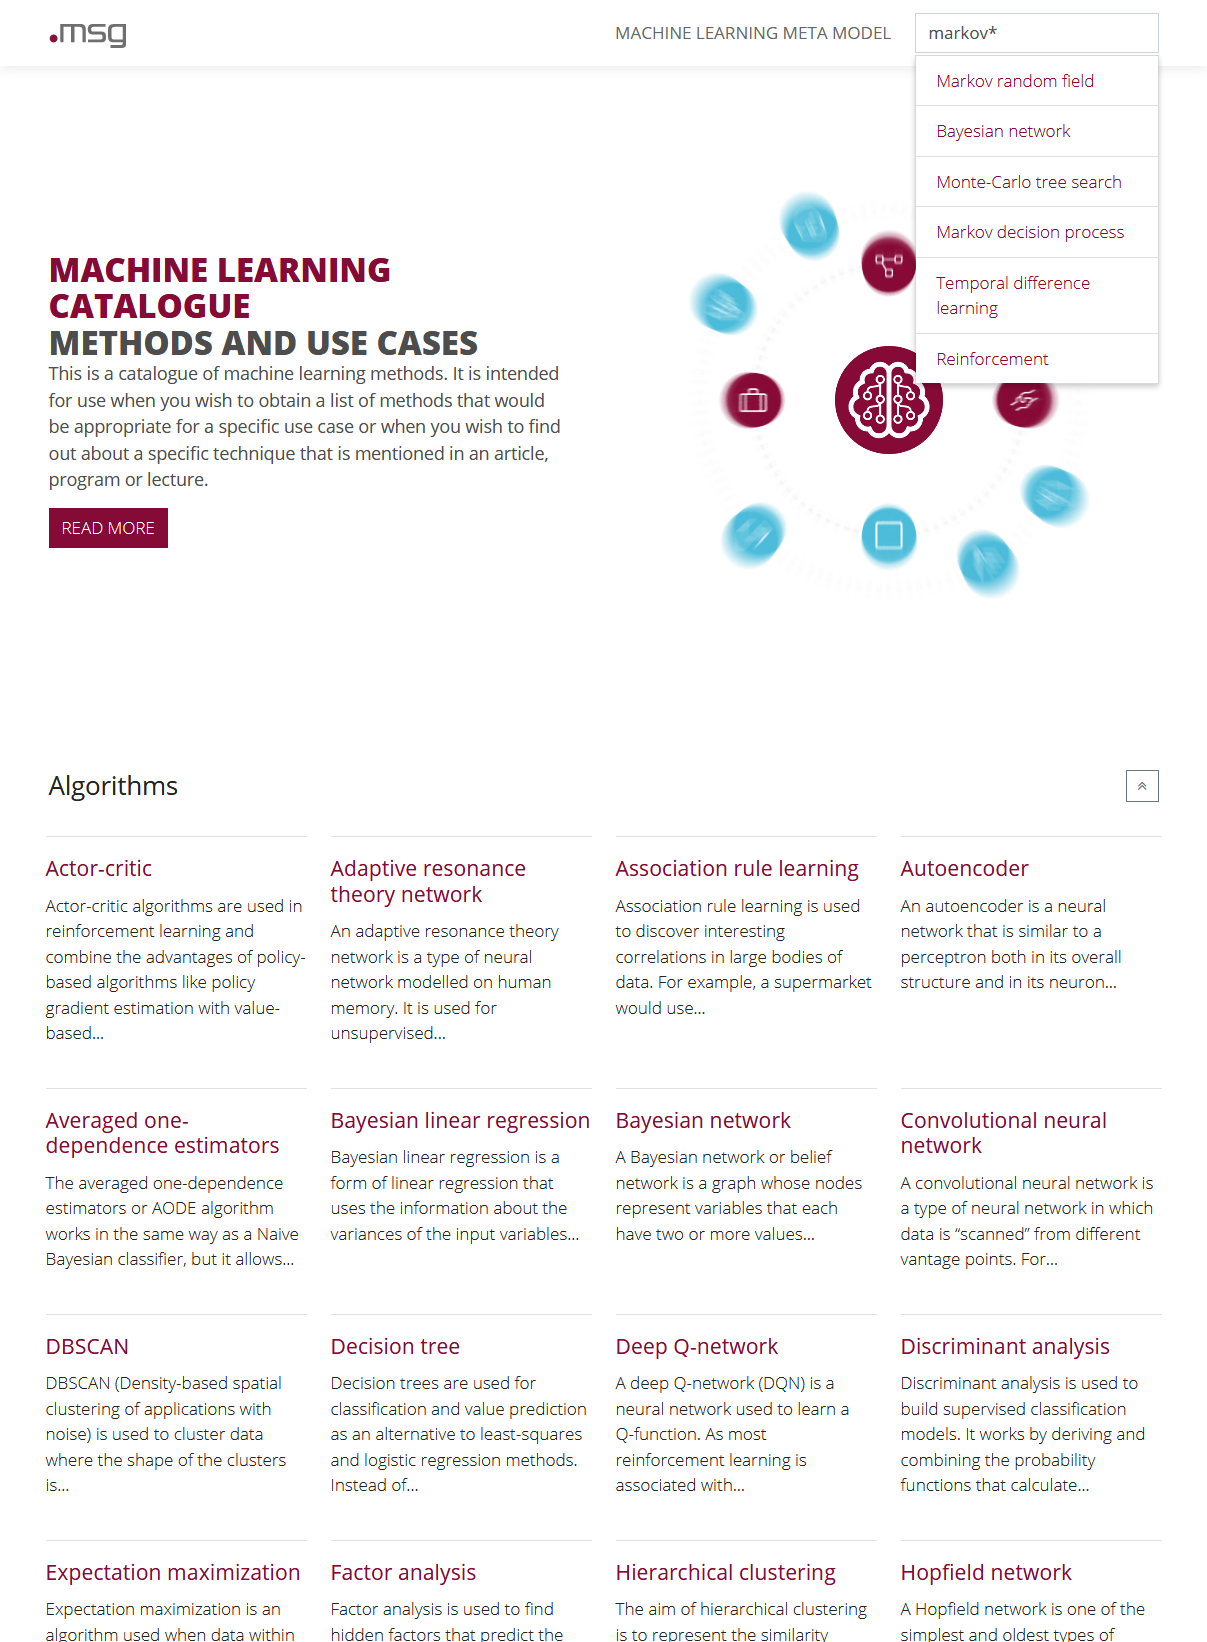 .msg
MACHINE LEARNING META MODEL
markov*
Markov random field
Bayesian network
Monte-Carlo tree search
Markov decision process
Temporal difference
learning
Reinforcement
MACHINE LEARNING
CATALOGUE
METHODS AND USE CASES
This is a catalogue of machine learning methods. It is intended
for use when you wish to obtain a list of methods that would
be appropriate for a specific use case or when you wish to find
out about a specific technique that is mentioned in an article,
program or lecture.
READ MORE
Algorithms
Actor-critic
Actor-critic algorithms are used in
reinforcement learning and
combine the advantages of policy-
based algorithms like policy
gradient estimation with value-
based...
Adaptive resonance
theory network
An adaptive resonance theory
network is a type of neural
network modelled on human
memory. It is used for
unsupervised...
Association rule learning
Association rule learning is used
to discover interesting
correlations in large bodies of
data. For example, a supermarket
would use...
Autoencoder
An autoencoder is a neural
network that is similar to a
perceptron both in its overall
structure and in its neuron...
Averaged one-
dependence estimators
The averaged one-dependence
estimators or AODE algorithm
works in the same way as a Naive
Bayesian classifier, but it allows...
Bayesian linear regression
Bayesian linear regression is a
form of linear regression that
uses the information about the
variances of the input variables...
Bayesian network
A Bayesian network or belief
network is a graph whose nodes
represent variables that each
have two or more values...
Convolutional neural
network
A convolutional neural network is
a type of neural network in which
data is “scanned” from different
vantage points. For...
DBSCAN
DBSCAN (Density-based spatial
clustering of applications with
noise) is used to cluster data
where the shape of the clusters
is...
Decision tree
Decision trees are used for
classification and value prediction
as an alternative to least-squares
and logistic regression methods.
Instead of...
Deep Q-network
A deep Q-network (DQN) is a
neural network used to learn a
Q-function. As most
reinforcement learning is
associated with...
Discriminant analysis
Discriminant analysis is used to
build supervised classification
models. It works by deriving and
combining the probability
functions that calculate...
Expectation maximization
Expectation maximization is an
algorithm used when data within
Factor analysis
Factor analysis is used to find
hidden factors that predict the
Hierarchical clustering
The aim of hierarchical clustering
is to represent the similarity
Hopfield network
A Hopfield network is one of the
simplest and oldest types of